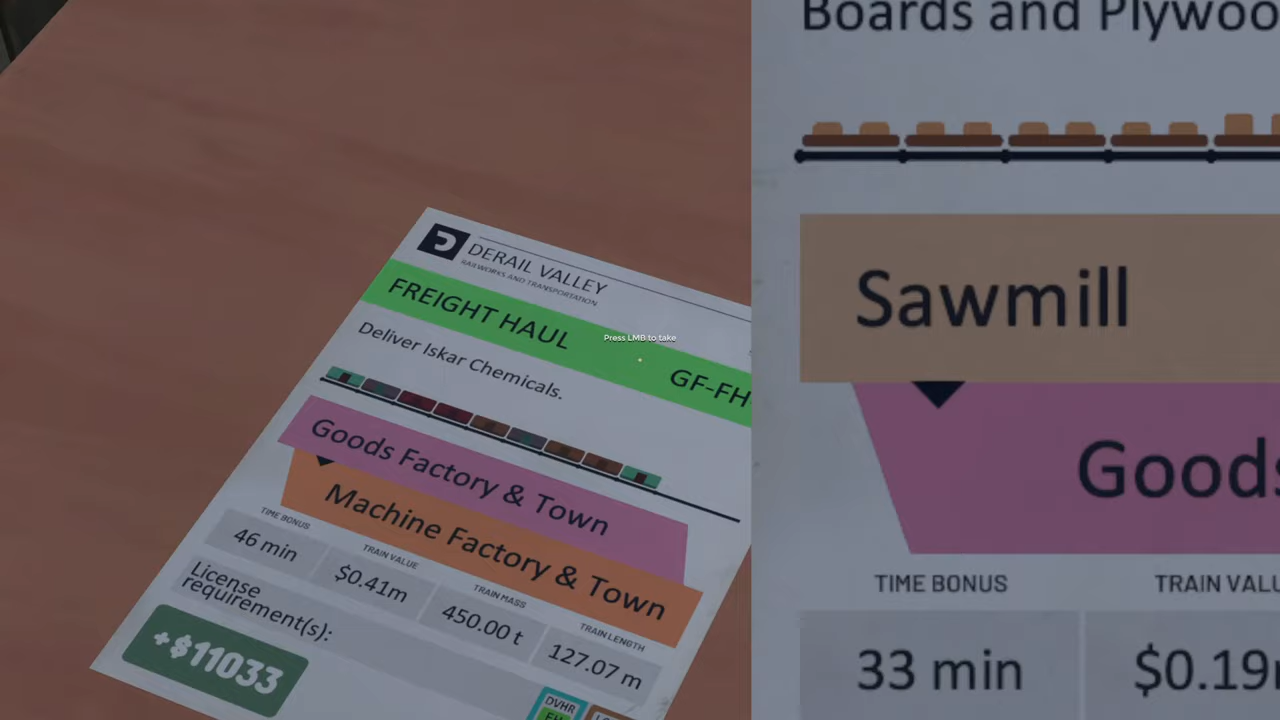 DERAIL VALLEY
RAILWORKS AND TRANSPORTATION
FREIGHT HAUL
GF-FH-
Deliver Iskar Chemicals.
Press LMB to take
Goods Factory & Town
Machine Factory & Town
TIME BONUS
46 min
TRAIN VALUE
$0.41m
TRAIN MASS
450.00 t
TRAIN LENGTH
127.07 m
License
requirement(s):
+$11033
DVHR
Boards and Plywoo
Sawmill
Goods
TIME BONUS
33 min
TRAIN VALU
$0.19